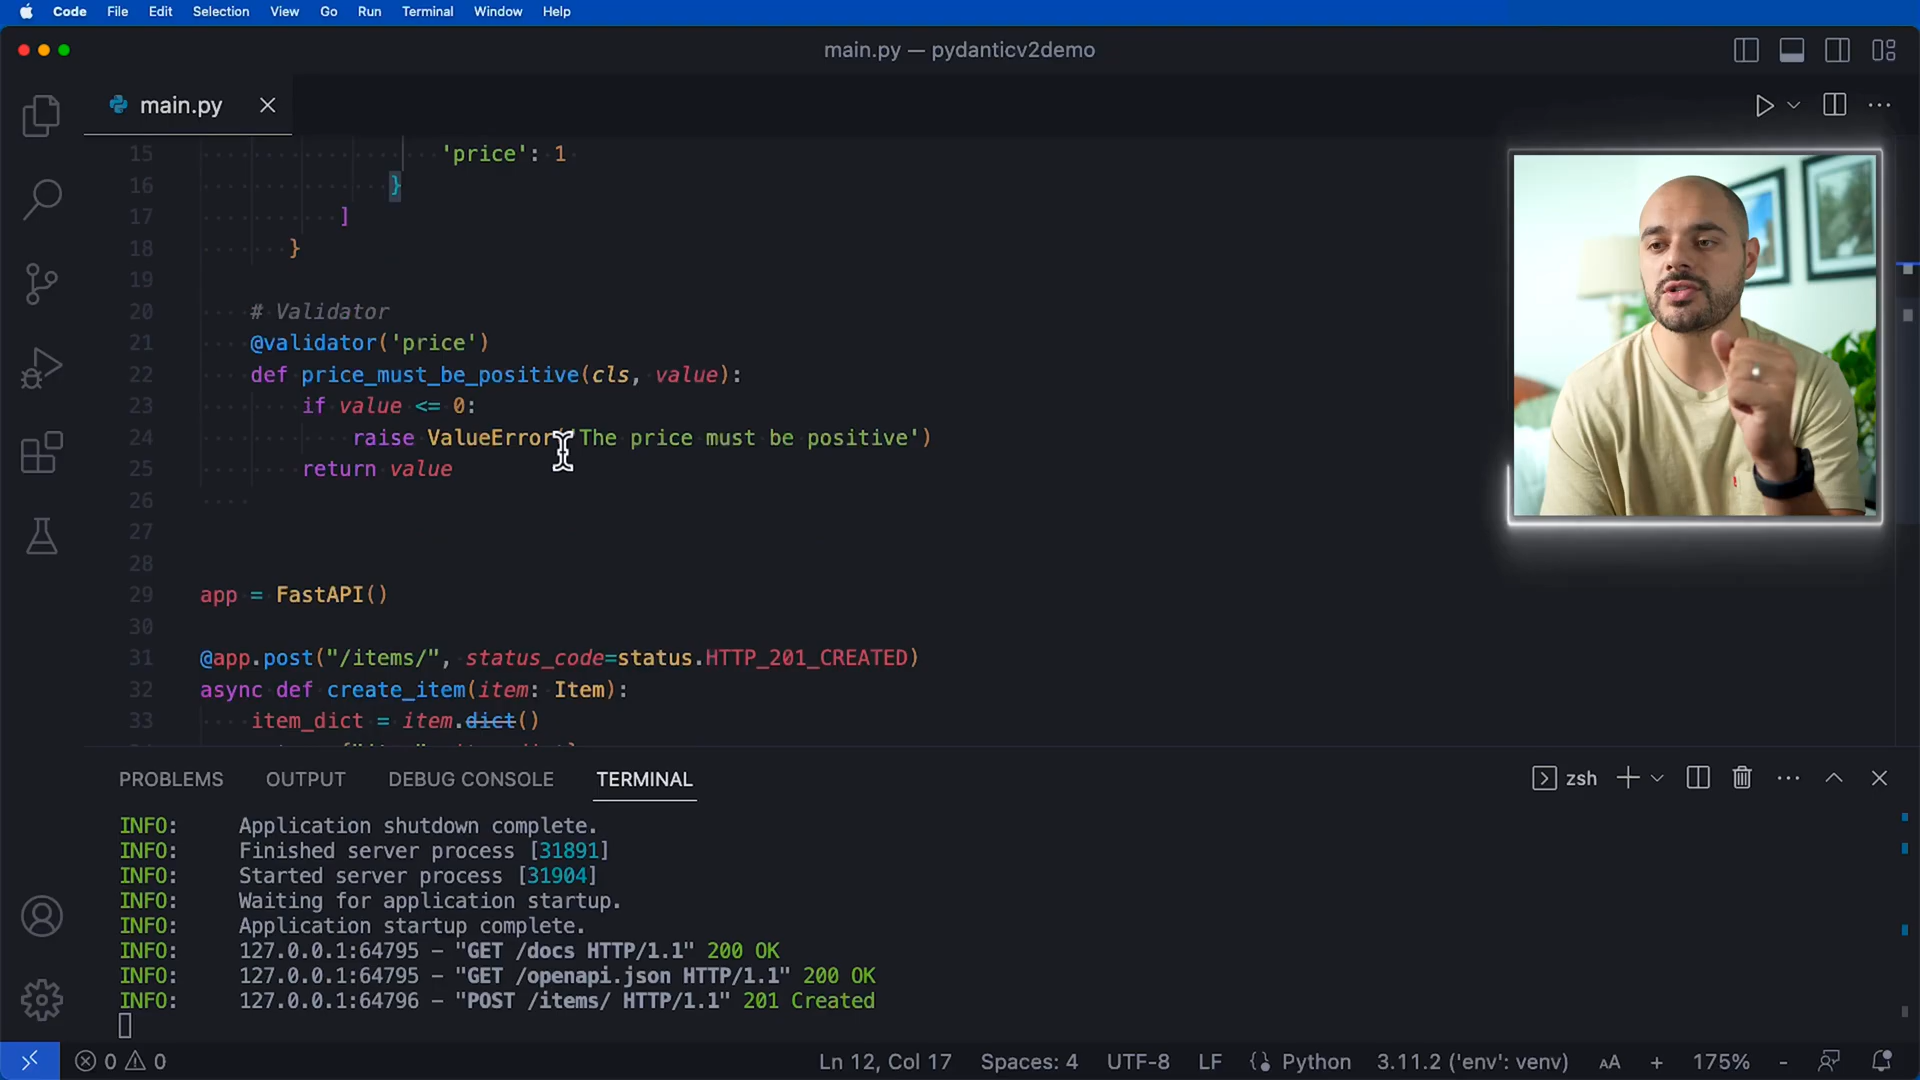 Code File Edit Selection View Go Run Terminal Window Help
main.py — pydanticv2demo
main.py
15 'price': 1
16 }
17 ]
18 }
19
20 # Validator
21 @validator('price')
22 def price_must_be_positive(cls, value):
23 if value <= 0:
24 raise ValueError('The price must be positive')
25 return value
26
27
28
29 app = FastAPI()
30
31 @app.post("/items/", status_code=status.HTTP_201_CREATED)
32 async def create_item(item: Item):
33 item_dict = item.dict()
PROBLEMS OUTPUT DEBUG CONSOLE TERMINAL zsh
INFO: Application shutdown complete.
INFO: Finished server process [31891]
INFO: Started server process [31904]
INFO: Waiting for application startup.
INFO: Application startup complete.
INFO: 127.0.0.1:64795 – "GET /docs HTTP/1.1" 200 OK
INFO: 127.0.0.1:64795 – "GET /openapi.json HTTP/1.1" 200 OK
INFO: 127.0.0.1:64796 – "POST /items/ HTTP/1.1" 201 Created
0 0 Ln 12, Col 17 Spaces: 4 UTF-8 LF {} Python 3.11.2 ('env': venv) AA + 175% -